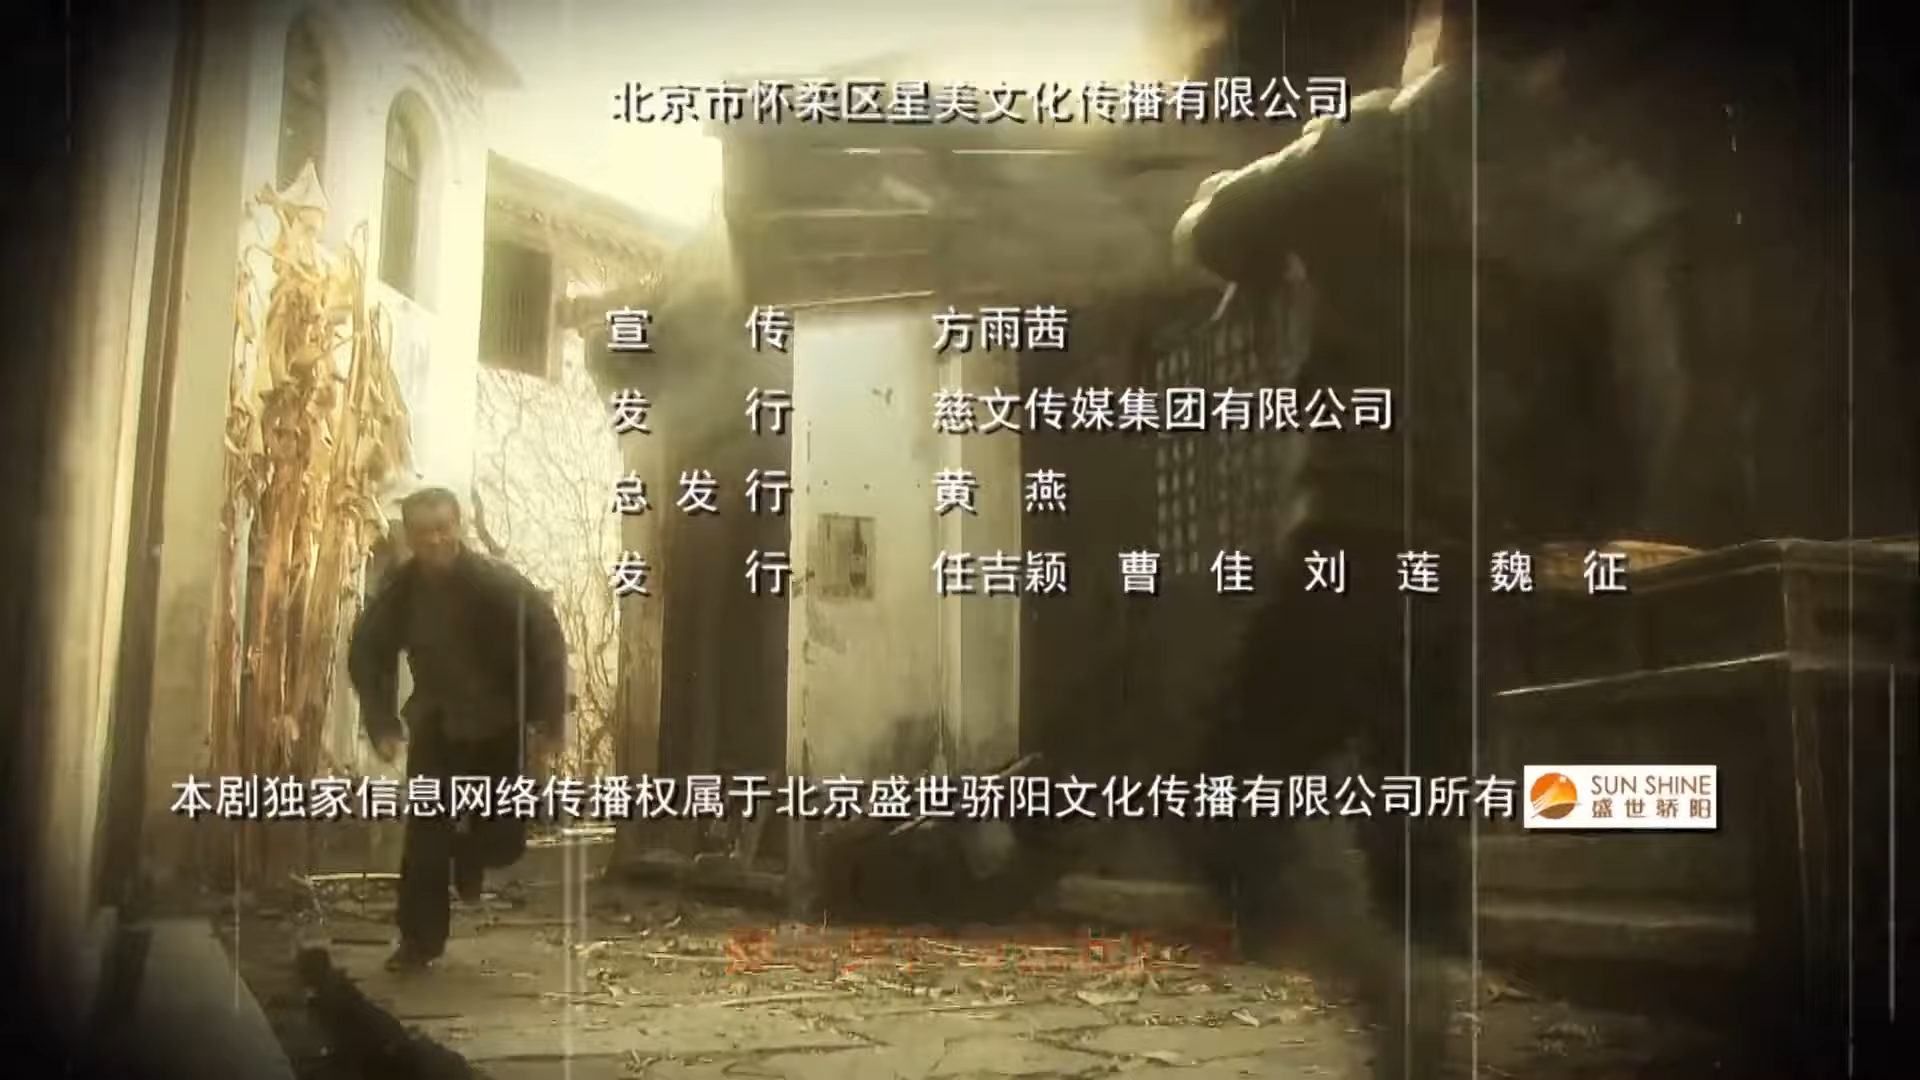 北京市怀柔区星美文化传播有限公司
宣 传 方雨茜
发 行 慈文传媒集团有限公司
总 发 行 黄 燕
发 行 任吉颖 曹 佳 刘 莲 魏 征
本剧独家信息网络传播权属于北京盛世骄阳文化传播有限公司所有
SUN SHINE
盛世骄阳